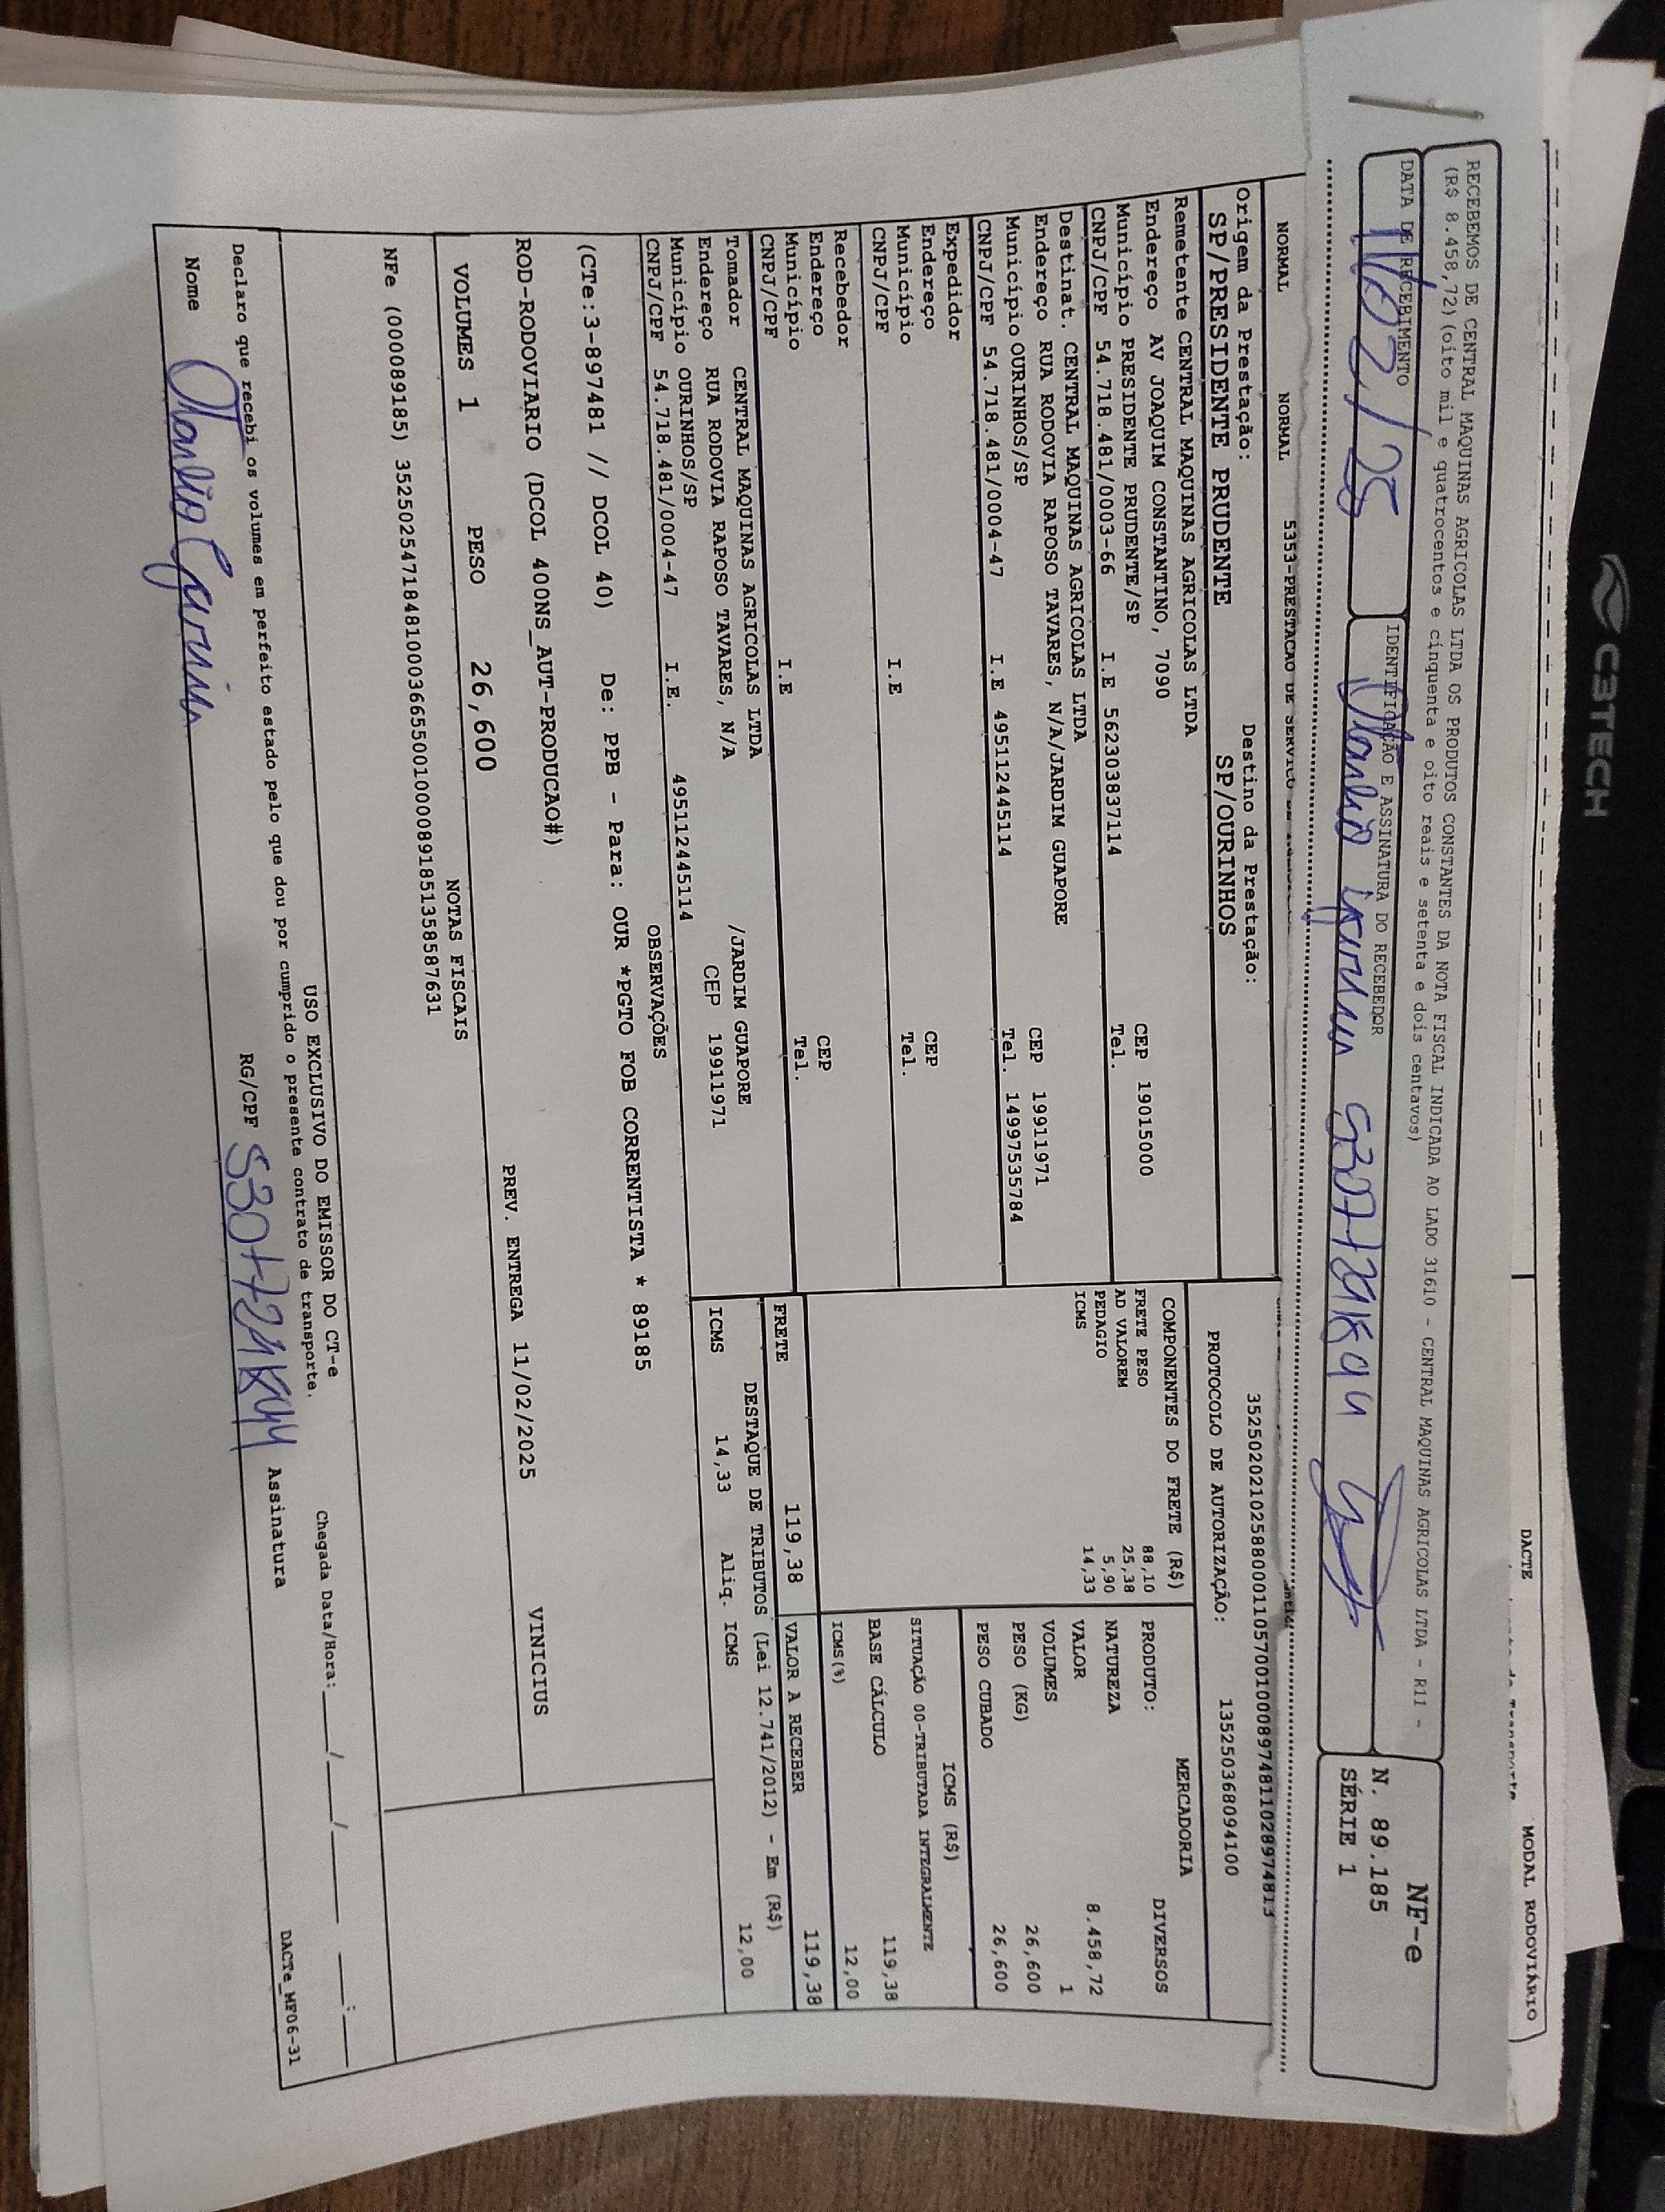 C3TECH
DACTE
MODAL RODOVIÁRIO
RECEBEMOS DE CENTRAL MAQUINAS AGRICOLAS LTDA OS PRODUTOS CONSTANTES DA NOTA FISCAL INDICADA AO LADO 31610 - CENTRAL MAQUINAS AGRICOLAS LTDA - R11 -
(R$ 8.458,72) (oito mil e quatrocentos e cinquenta e oito reais e setenta e dois centavos)
DATA DE RECEBIMENTO
11/02/25
IDENTIFICAÇÃO E ASSINATURA DO RECEBEDOR
NF-e
N. 89.185
SÉRIE 1
NORMAL NORMAL 5353-PRESTACAO DE SERVICO
Origem da Prestação: Destino da Prestação:
SP/PRESIDENTE PRUDENTE SP/OURINHOS
35250202102588000110570010008974811028974813
PROTOCOLO DE AUTORIZAÇÃO: 135250368094100
Remetente CENTRAL MAQUINAS AGRICOLAS LTDA
Endereço AV JOAQUIM CONSTANTINO, 7090 CEP 19015000
Município PRESIDENTE PRUDENTE/SP Tel.
CNPJ/CPF 54.718.481/0003-66 I.E 562303837114
Destinat. CENTRAL MAQUINAS AGRICOLAS LTDA
Endereço RUA RODOVIA RAPOSO TAVARES, N/A/JARDIM GUAPORE CEP 19911971
Município OURINHOS/SP Tel. 14997535784
CNPJ/CPF 54.718.481/0004-47 I.E 495112445114
Expedidor
Endereço CEP
Município Tel.
CNPJ/CPF I.E
Recebedor
Endereço CEP
Município Tel.
CNPJ/CPF I.E
Tomador CENTRAL MAQUINAS AGRICOLAS LTDA
Endereço RUA RODOVIA RAPOSO TAVARES, N/A /JARDIM GUAPORE
Município OURINHOS/SP CEP 19911971
CNPJ/CPF 54.718.481/0004-47 I.E. 495112445114
COMPONENTES DO FRETE (R$)
FRETE PESO 88,10
AD VALOREM 25,38
PEDAGIO 5,90
ICMS 14,33
MERCADORIA
PRODUTO: DIVERSOS
NATUREZA
VALOR 8.458,72
VOLUMES 1
PESO (KG) 26,600
PESO CUBADO 26,600
ICMS (R$)
SITUAÇÃO 00-TRIBUTADA INTEGRALMENTE
BASE CÁLCULO 119,38
ICMS(%) 12,00
FRETE 119,38 VALOR A RECEBER 119,38
DESTAQUE DE TRIBUTOS (Lei 12.741/2012) - Em (R$)
ICMS 14,33 Aliq. ICMS 12,00
OBSERVAÇÕES
(CTe:3-897481 // DCOL 40) De: PPB - Para: OUR *PGTO FOB CORRENTISTA * 89185
ROD-RODOVIARIO (DCOL 400NS_AUT-PRODUCAO#)
PREV. ENTREGA 11/02/2025 VINICIUS
VOLUMES 1 PESO 26,600
NOTAS FISCAIS
NFe (000089185) 35250254718481000366550010000891851358587631
USO EXCLUSIVO DO EMISSOR DO CT-e
Declaro que recebi os volumes em perfeito estado pelo que dou por cumprido o presente contrato de transporte.
Chegada Data/Hora:____/____/____ ___:___
Nome
RG/CPF
Assinatura
DACTe_MF06-31